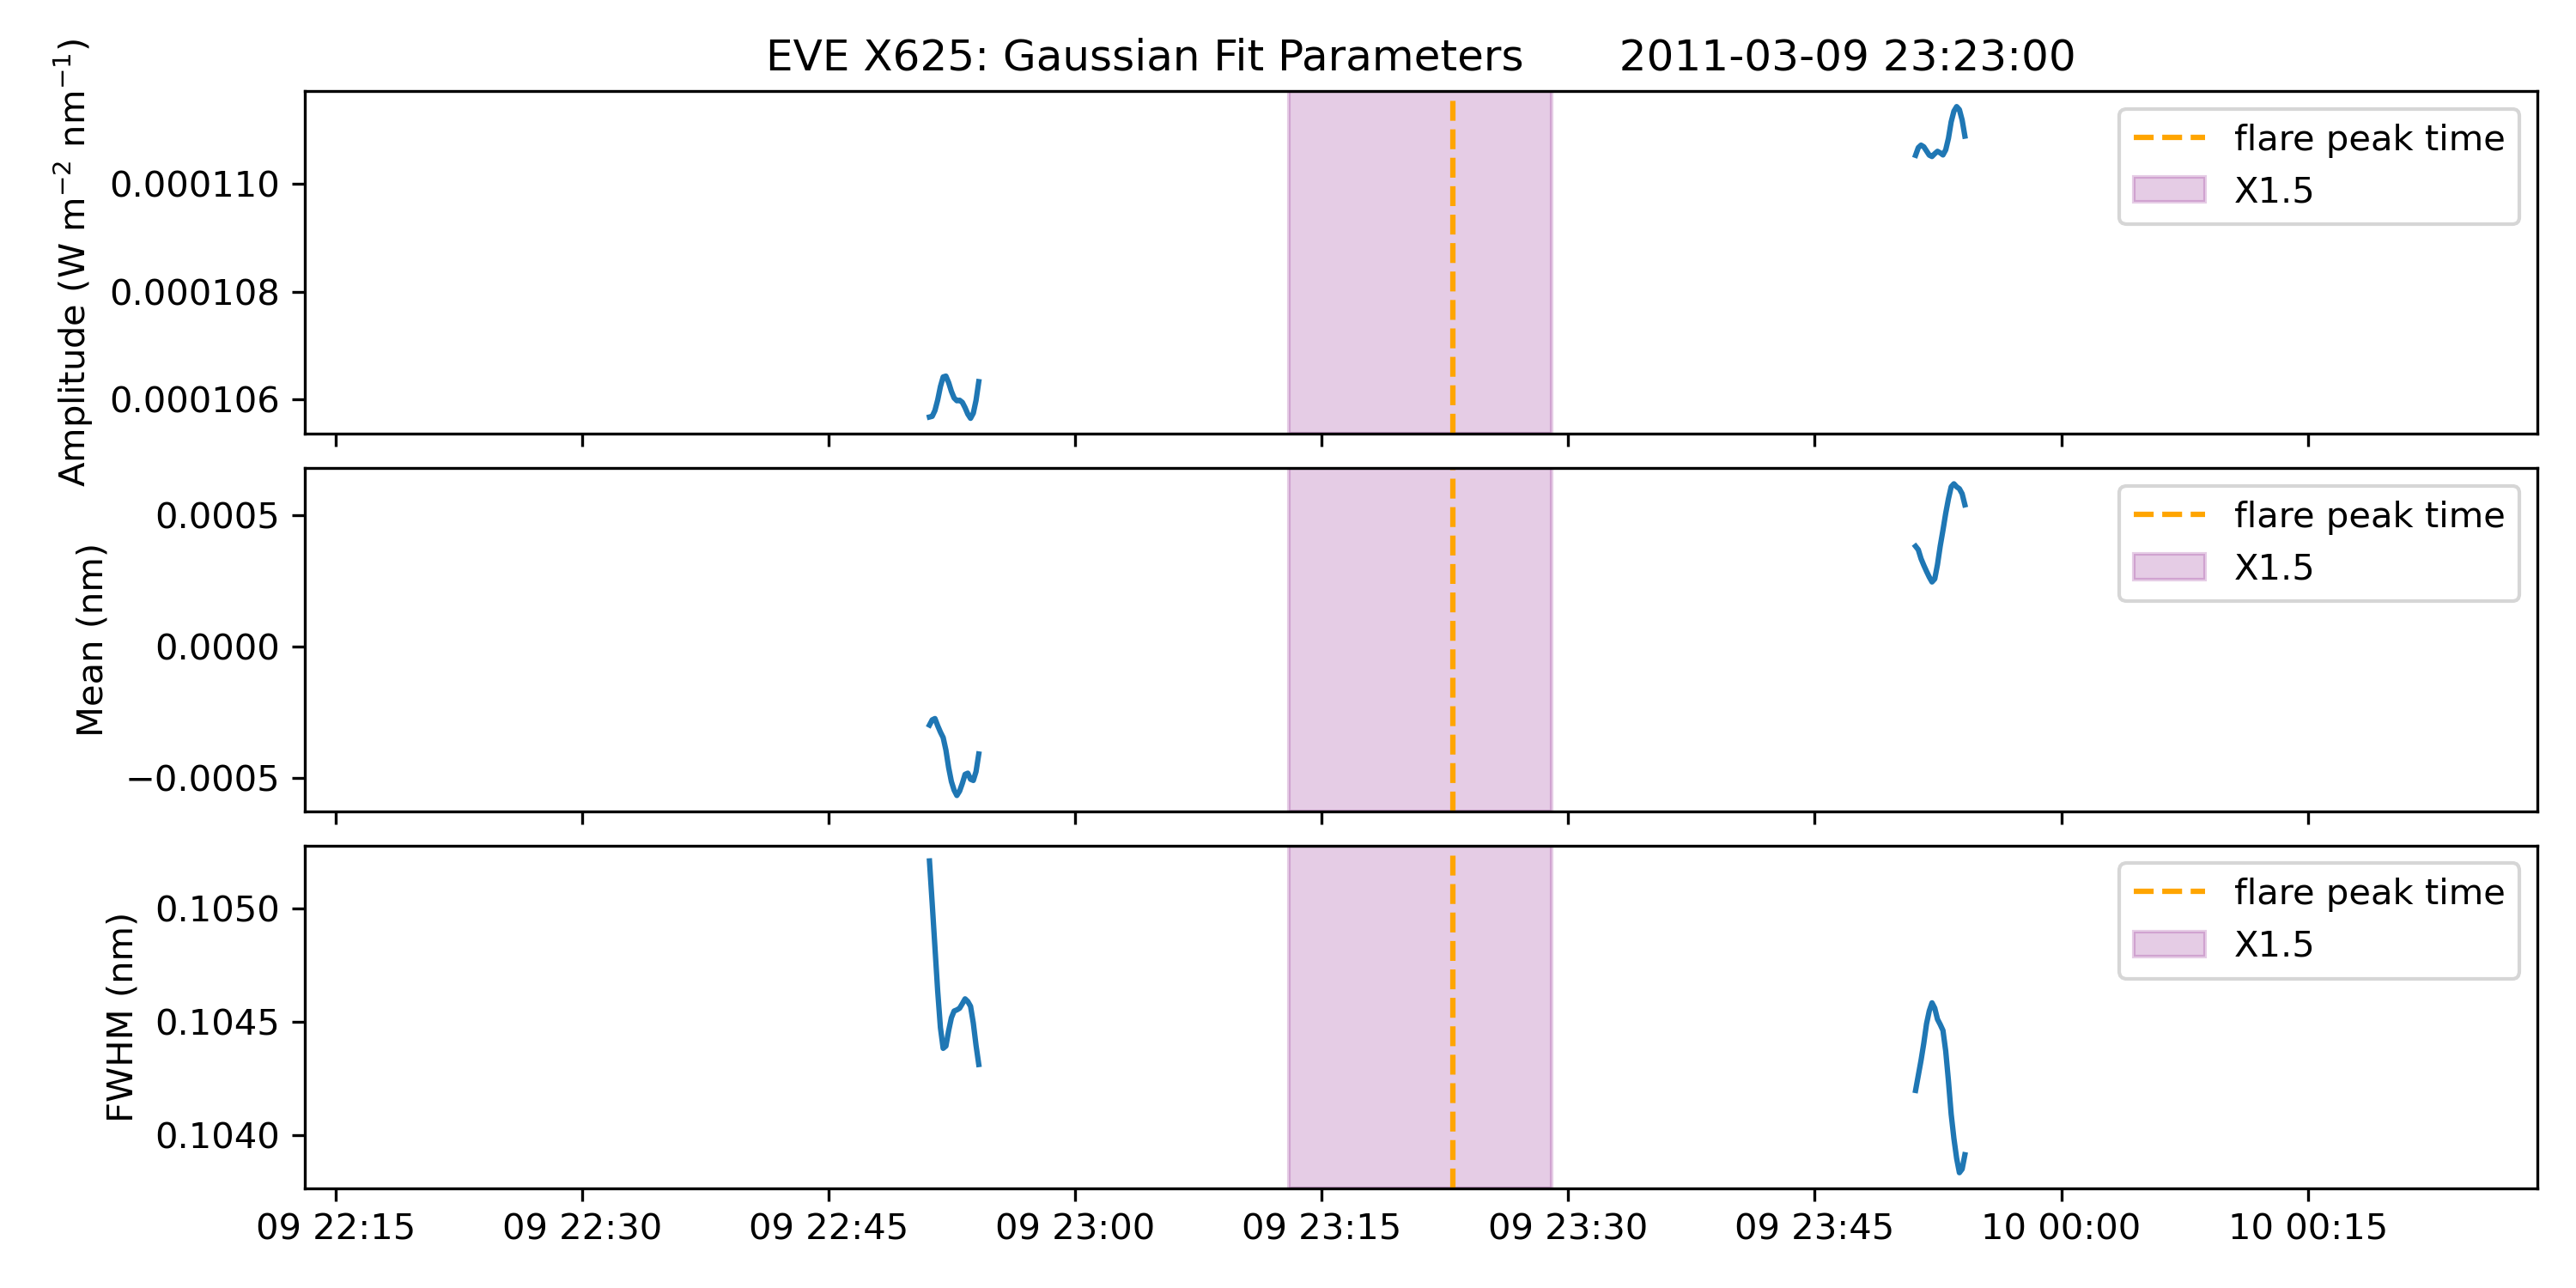 EVE X625: Gaussian Fit Parameters 2011-03-09 23:23:00
Amplitude (W m⁻² nm⁻¹)
0.000110
0.000108
0.000106
flare peak time
X1.5
Mean (nm)
0.0005
0.0000
−0.0005
flare peak time
X1.5
FWHM (nm)
0.1050
0.1045
0.1040
flare peak time
X1.5
09 22:15 09 22:30 09 22:45 09 23:00 09 23:15 09 23:30 09 23:45 10 00:00 10 00:15